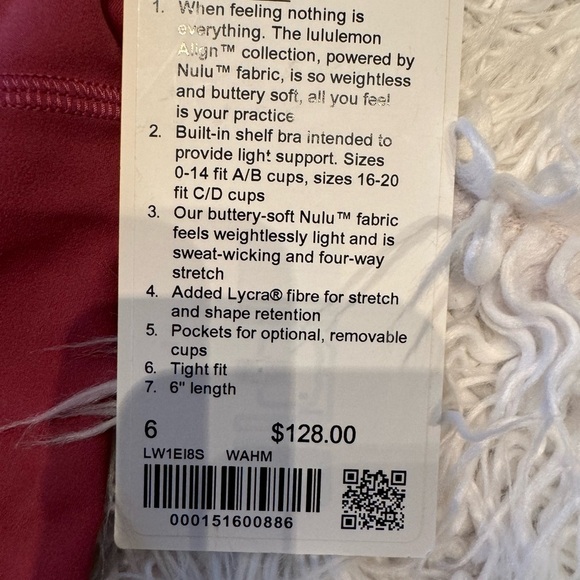 1. When feeling nothing is
everything. The lululemon
Align™ collection, powered by
Nulu™ fabric, is so weightless
and buttery soft, all you feel
is your practice
2. Built-in shelf bra intended to
provide light support. Sizes
0-14 fit A/B cups, sizes 16-20
fit C/D cups
3. Our buttery-soft Nulu™ fabric
feels weightlessly light and is
sweat-wicking and four-way
stretch
4. Added Lycra® fibre for stretch
and shape retention
5. Pockets for optional, removable
cups
6. Tight fit
7. 6" length
6 $128.00
LW1EI8S WAHM
000151600886